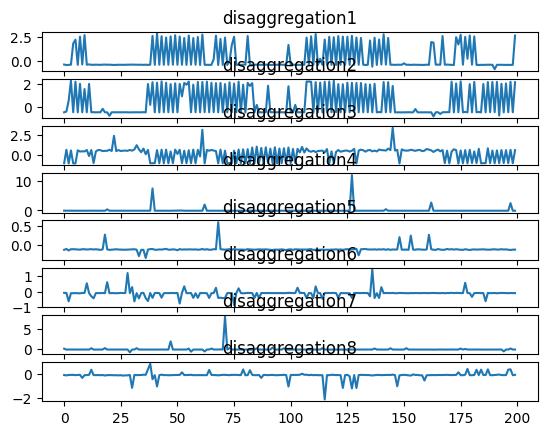 disaggregation1
2.5
0.0
disaggregation2
2
0
disaggregation3
2.5
0.0
disaggregation4
10
0
disaggregation5
0.5
0.0
disaggregation6
1
0
−1
disaggregation7
5
0
disaggregation8
0
−2
0 25 50 75 100 125 150 175 200